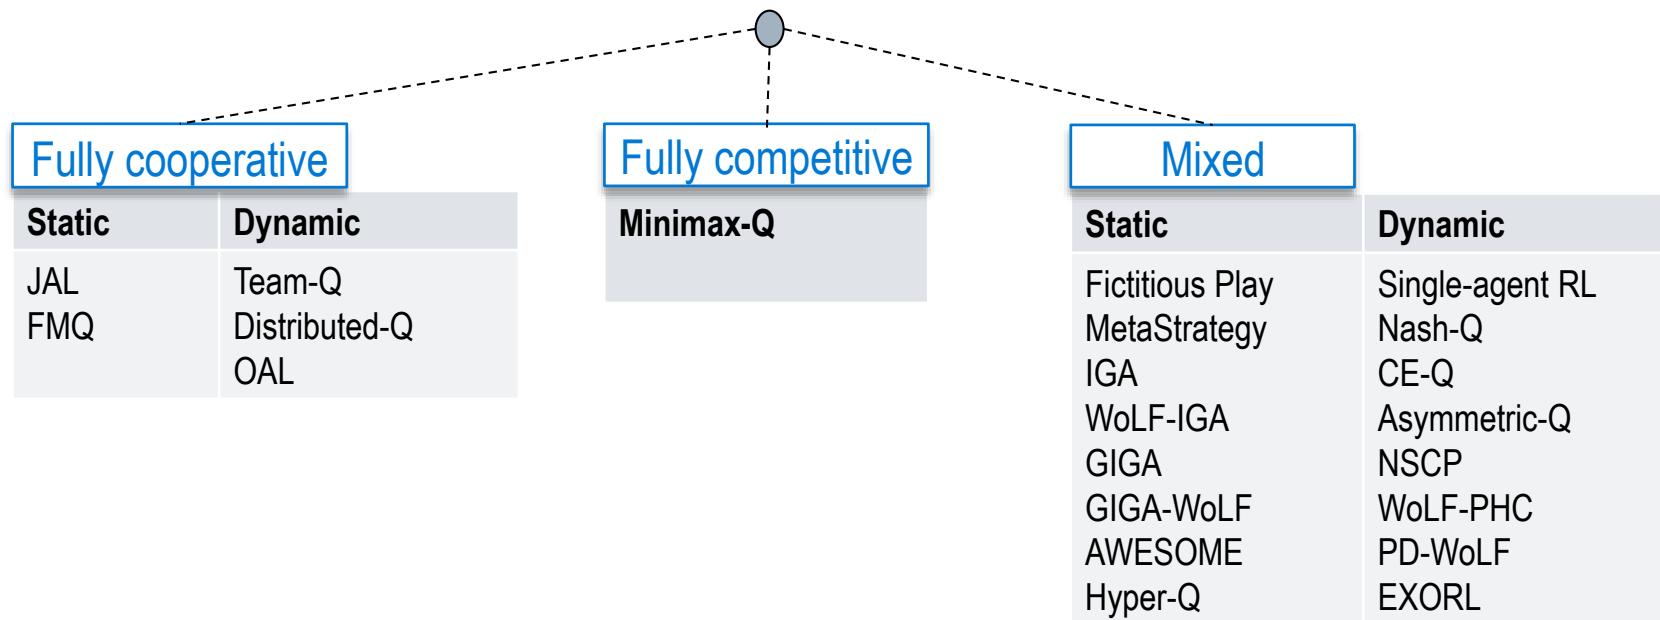 Fully cooperative
Static Dynamic
JAL Team-Q
FMQ Distributed-Q
OAL
Fully competitive
Minimax-Q
Mixed
Static Dynamic
Fictitious Play Single-agent RL
MetaStrategy Nash-Q
IGA CE-Q
WoLF-IGA Asymmetric-Q
GIGA NSCP
GIGA-WoLF WoLF-PHC
AWESOME PD-WoLF
Hyper-Q EXORL